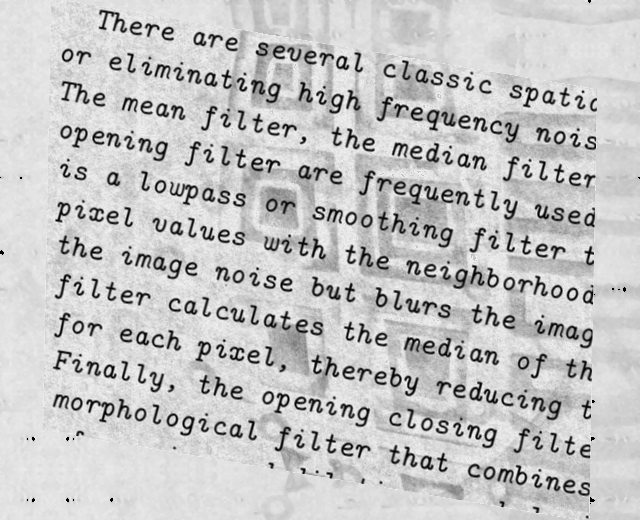 There are several classic spatic
or eliminating high frequency nois
The mean filter, the median filter
opening filter are frequently used
is a lowpass or smoothing filter t
pixel values with the neighborhood
the image noise but blurs the imag
filter calculates the median of th
for each pixel, thereby reducing t
Finally, the opening closing filte
morphological filter that combines